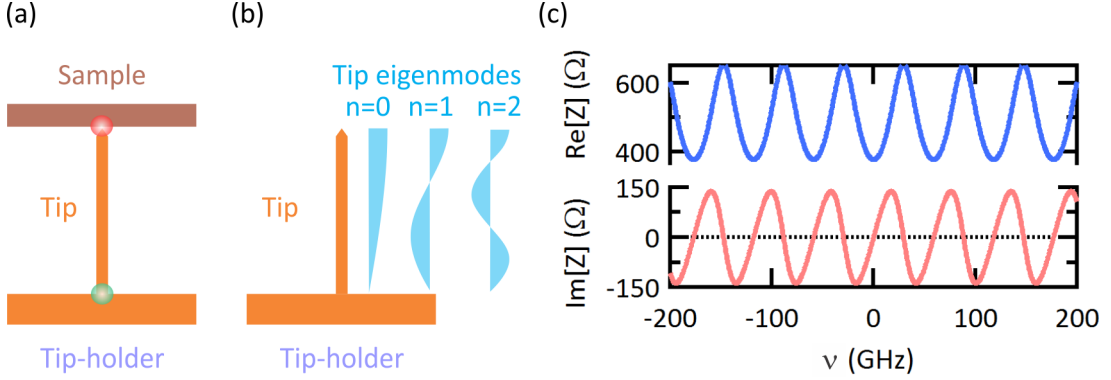 (a)
Sample
Tip
Tip-holder
(b)
Tip eigenmodes
n=0 n=1 n=2
Tip
Tip-holder
(c)
Re[Z] (Ω)
600
400
Im[Z] (Ω)
150
0
-150
-200 -100 0 100 200
ν (GHz)